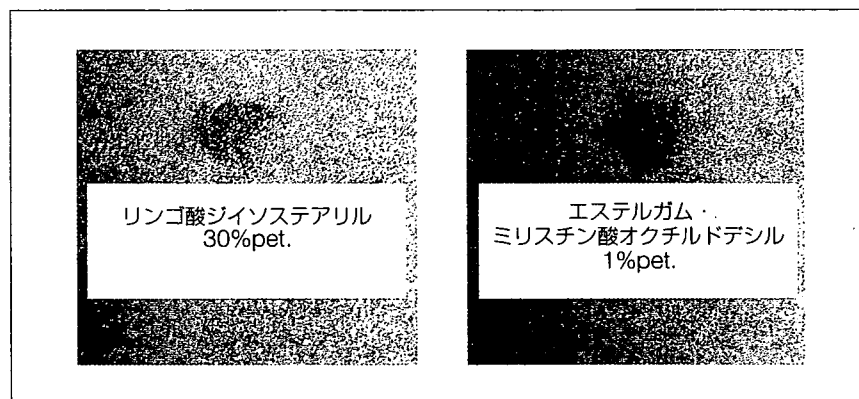 リンゴ酸ジイソステアリル
30%pet.
エステルガム・
ミリスチン酸オクチルドデシル
1%pet.